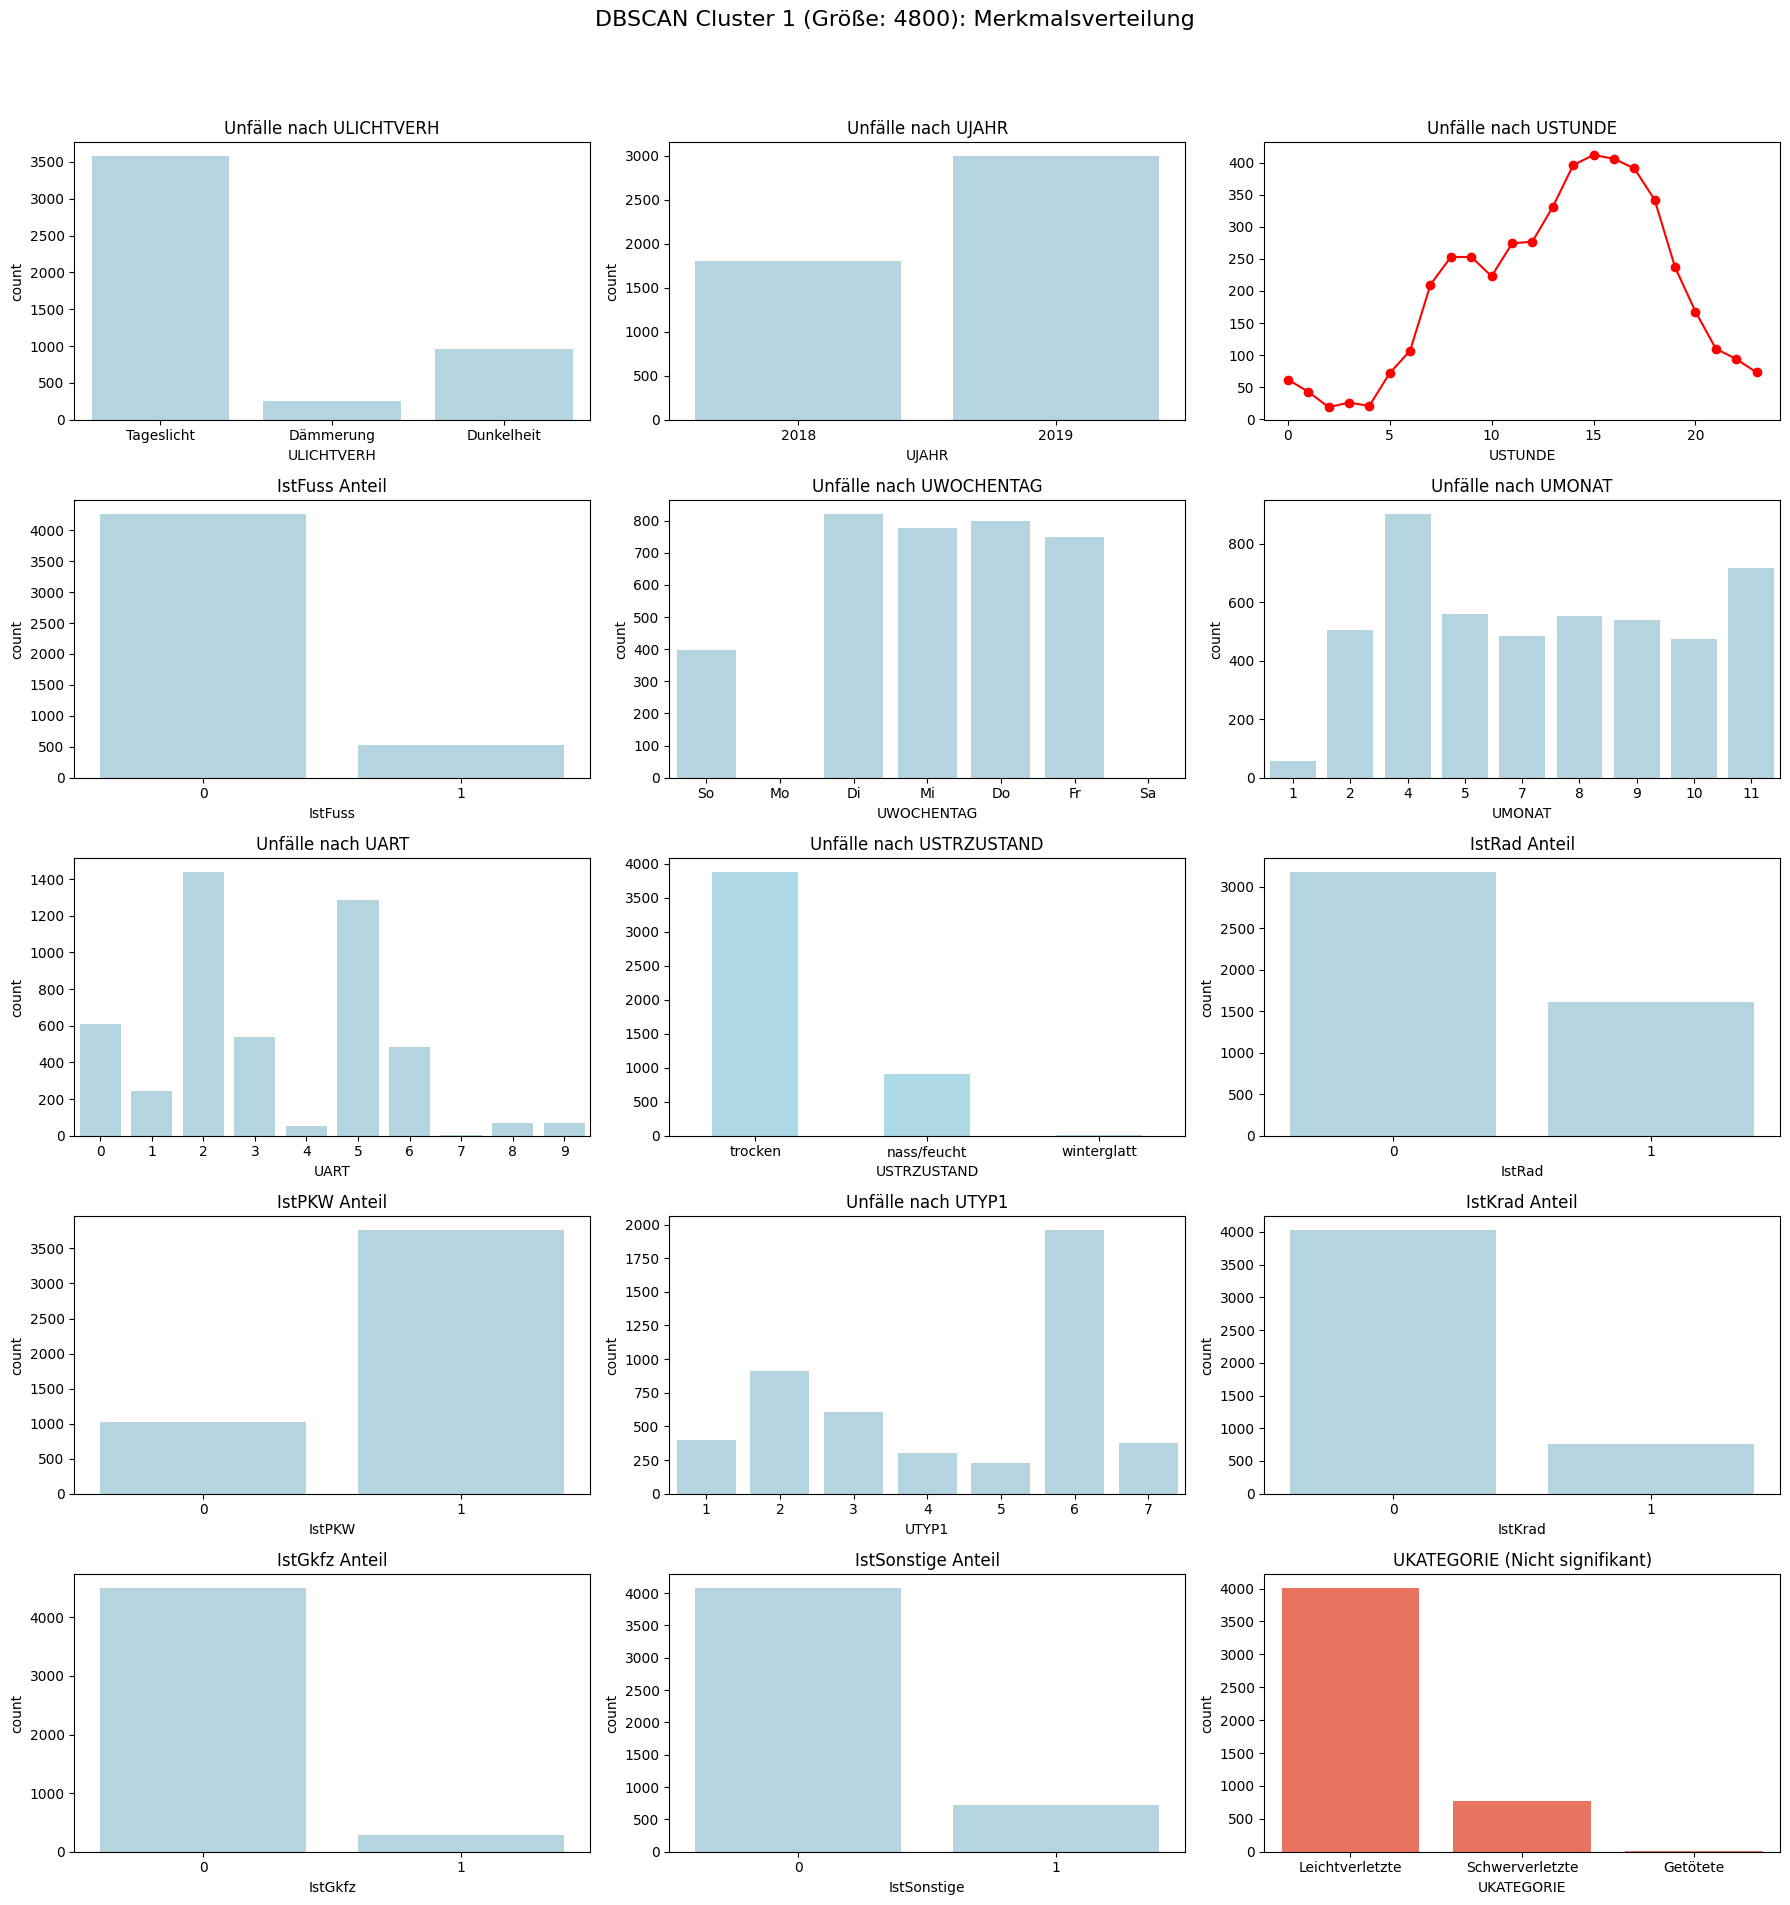 DBSCAN Cluster 1 (Größe: 4800): Merkmalsverteilung
Unfälle nach ULICHTVERH
3500
3000
2500
2000
1500
1000
500
0
count
Tageslicht Dämmerung Dunkelheit
ULICHTVERH
Unfälle nach UJAHR
3000
2500
2000
1500
1000
500
0
count
2018 2019
UJAHR
Unfälle nach USTUNDE
400
350
300
250
200
150
100
50
0
0 5 10 15 20
USTUNDE
IstFuss Anteil
4000
3500
3000
2500
2000
1500
1000
500
0
count
0 1
IstFuss
Unfälle nach UWOCHENTAG
800
700
600
500
400
300
200
100
0
count
So Mo Di Mi Do Fr Sa
UWOCHENTAG
Unfälle nach UMONAT
800
600
400
200
0
count
1 2 4 5 7 8 9 10 11
UMONAT
Unfälle nach UART
1400
1200
1000
800
600
400
200
0
count
0 1 2 3 4 5 6 7 8 9
UART
Unfälle nach USTRZUSTAND
4000
3500
3000
2500
2000
1500
1000
500
0
trocken nass/feucht winterglatt
USTRZUSTAND
IstRad Anteil
3000
2500
2000
1500
1000
500
0
count
0 1
IstRad
IstPKW Anteil
3500
3000
2500
2000
1500
1000
500
0
count
0 1
IstPKW
Unfälle nach UTYP1
2000
1750
1500
1250
1000
750
500
250
0
count
1 2 3 4 5 6 7
UTYP1
IstKrad Anteil
4000
3500
3000
2500
2000
1500
1000
500
0
count
0 1
IstKrad
IstGkfz Anteil
4000
3000
2000
1000
0
count
0 1
IstGkfz
IstSonstige Anteil
4000
3500
3000
2500
2000
1500
1000
500
0
count
0 1
IstSonstige
UKATEGORIE (Nicht signifikant)
4000
3500
3000
2500
2000
1500
1000
500
0
count
Leichtverletzte Schwerverletzte Getötete
UKATEGORIE